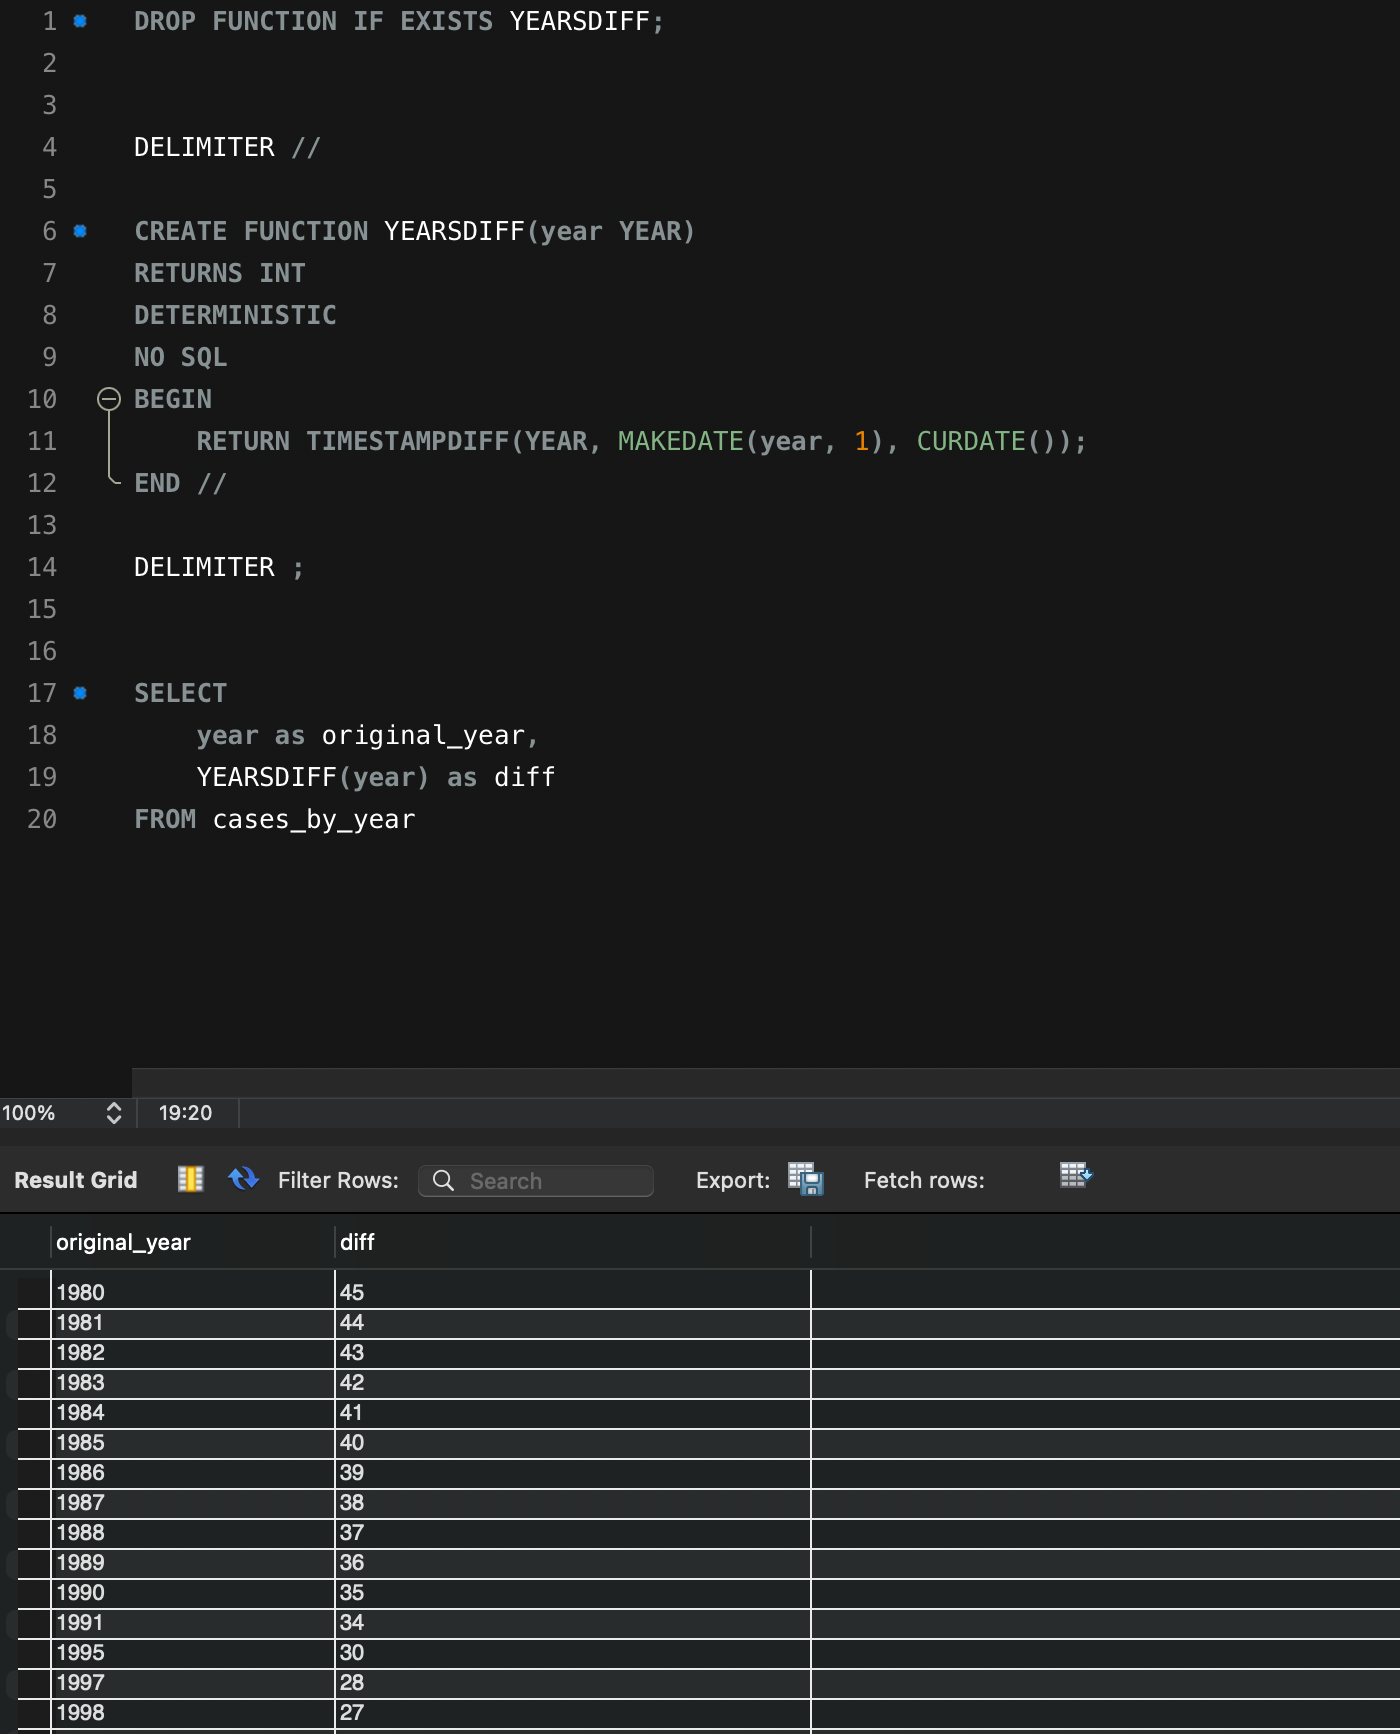 1 DROP FUNCTION IF EXISTS YEARSDIFF;
2
3
4 DELIMITER //
5
6 CREATE FUNCTION YEARSDIFF(year YEAR)
7 RETURNS INT
8 DETERMINISTIC
9 NO SQL
10 BEGIN
11     RETURN TIMESTAMPDIFF(YEAR, MAKEDATE(year, 1), CURDATE());
12 END //
13
14 DELIMITER ;
15
16
17 SELECT
18     year as original_year,
19     YEARSDIFF(year) as diff
20 FROM cases_by_year
100% 19:20
Result Grid Filter Rows: Search Export: Fetch rows:
original_year diff
1980 45
1981 44
1982 43
1983 42
1984 41
1985 40
1986 39
1987 38
1988 37
1989 36
1990 35
1991 34
1995 30
1997 28
1998 27